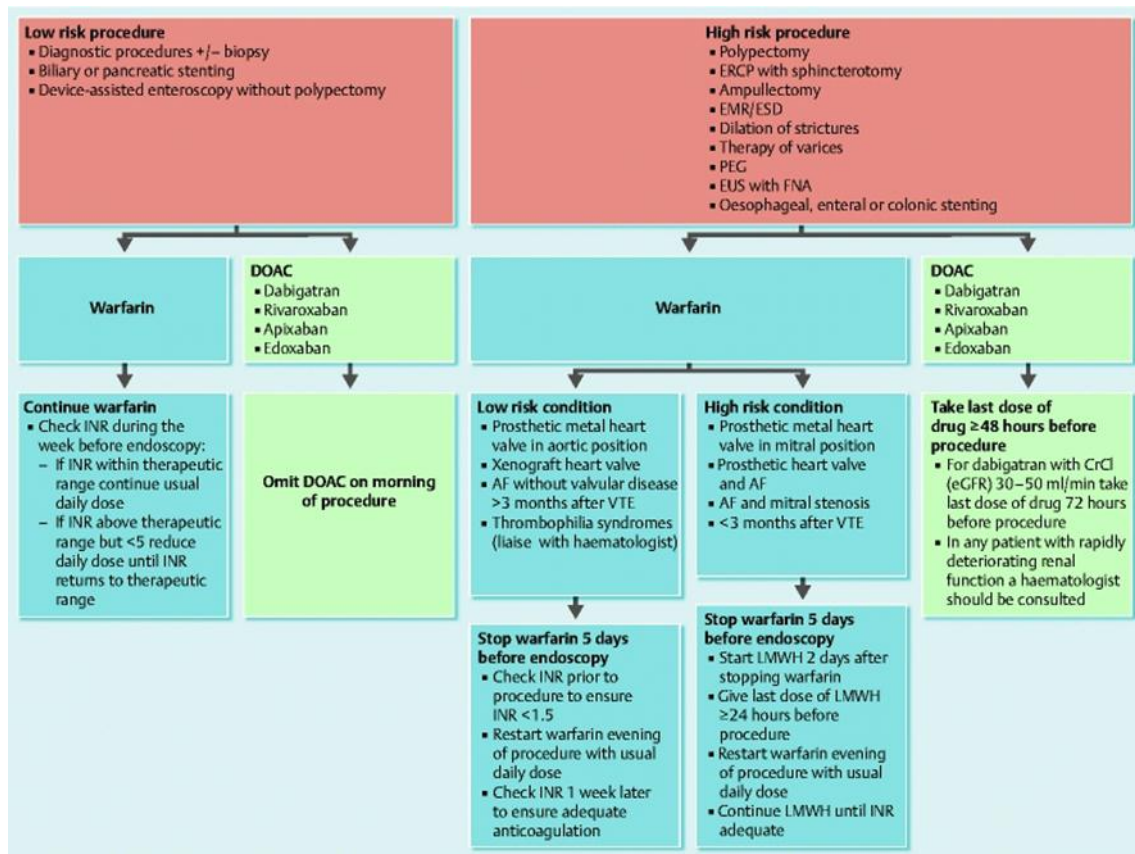 Low risk procedure
▪ Diagnostic procedures +/− biopsy
▪ Biliary or pancreatic stenting
▪ Device-assisted enteroscopy without polypectomy
High risk procedure
▪ Polypectomy
▪ ERCP with sphincterotomy
▪ Ampullectomy
▪ EMR/ESD
▪ Dilation of strictures
▪ Therapy of varices
▪ PEG
▪ EUS with FNA
▪ Oesophageal, enteral or colonic stenting
Warfarin
DOAC
▪ Dabigatran
▪ Rivaroxaban
▪ Apixaban
▪ Edoxaban
Warfarin
DOAC
▪ Dabigatran
▪ Rivaroxaban
▪ Apixaban
▪ Edoxaban
Continue warfarin
▪ Check INR during the
week before endoscopy:
– If INR within therapeutic
range continue usual
daily dose
– If INR above therapeutic
range but <5 reduce
daily dose until INR
returns to therapeutic
range
Omit DOAC on morning
of procedure
Low risk condition
▪ Prosthetic metal heart
valve in aortic position
▪ Xenograft heart valve
▪ AF without valvular disease
>3 months after VTE
▪ Thrombophilia syndromes
(liaise with haematologist)
High risk condition
▪ Prosthetic metal heart
valve in mitral position
▪ Prosthetic heart valve
and AF
▪ AF and mitral stenosis
▪ <3 months after VTE
Take last dose of
drug ≥48 hours before
procedure
▪ For dabigatran with CrCl
(eGFR) 30–50 ml/min take
last dose of drug 72 hours
before procedure
▪ In any patient with rapidly
deteriorating renal
function a haematologist
should be consulted
Stop warfarin 5 days
before endoscopy
▪ Check INR prior to
procedure to ensure
INR <1.5
▪ Restart warfarin evening
of procedure with usual
daily dose
▪ Check INR 1 week later
to ensure adequate
anticoagulation
Stop warfarin 5 days
before endoscopy
▪ Start LMWH 2 days after
stopping warfarin
▪ Give last dose of LMWH
≥24 hours before
procedure
▪ Restart warfarin evening
of procedure with usual
daily dose
▪ Continue LMWH until INR
adequate